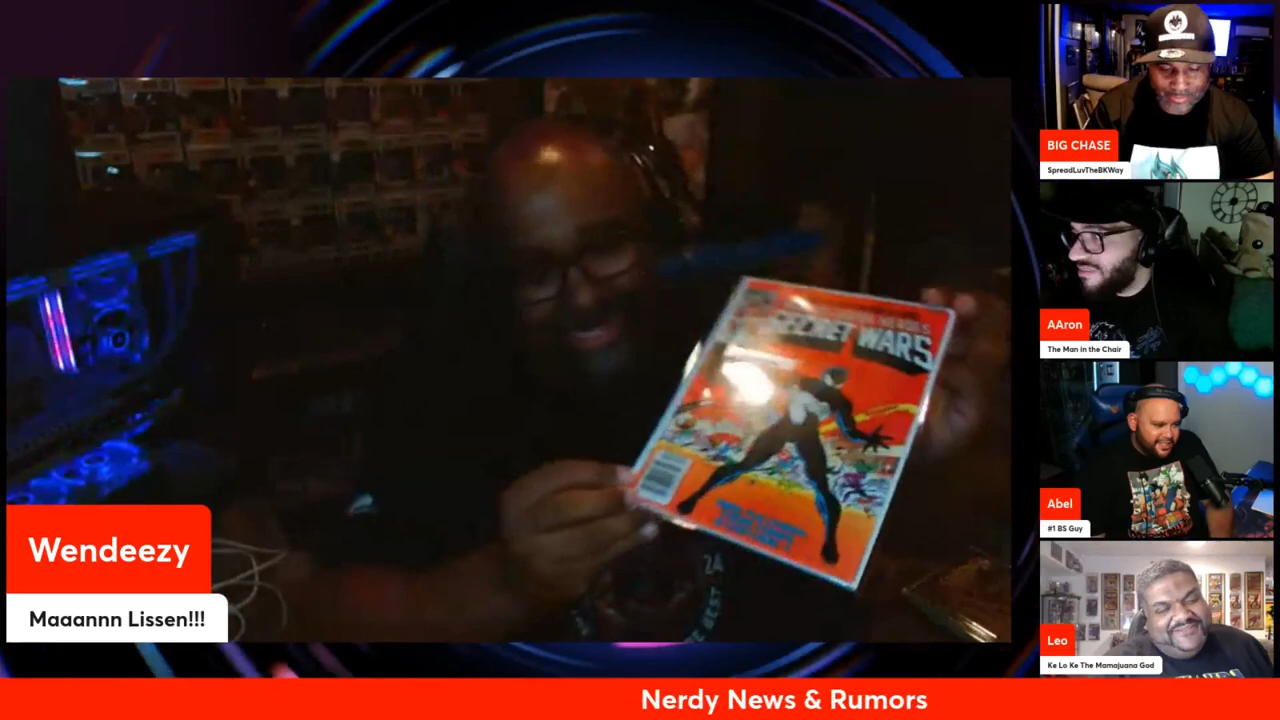 BIG CHASE
SpreadLuvTheBKWay
AAron
The Man in the Chair
SECRET WARS
Abel
#1 BS Guy
Wendeezy
Maaannn Lissen!!!
Leo
Ke Lo Ke The Mamajuana God
Nerdy News & Rumors